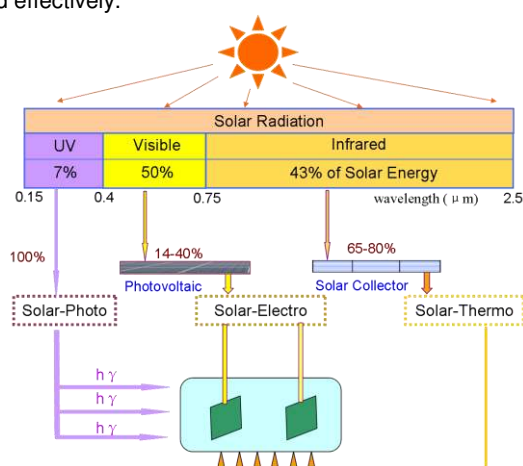 d effectively.
Solar Radiation
UV Visible Infrared
7% 50% 43% of Solar Energy
0.15 0.4 0.75 wavelength ( μm) 2.5
100% 14-40% 65-80%
Photovoltaic Solar Collector
Solar-Photo Solar-Electro Solar-Thermo
h γ
h γ
h γ